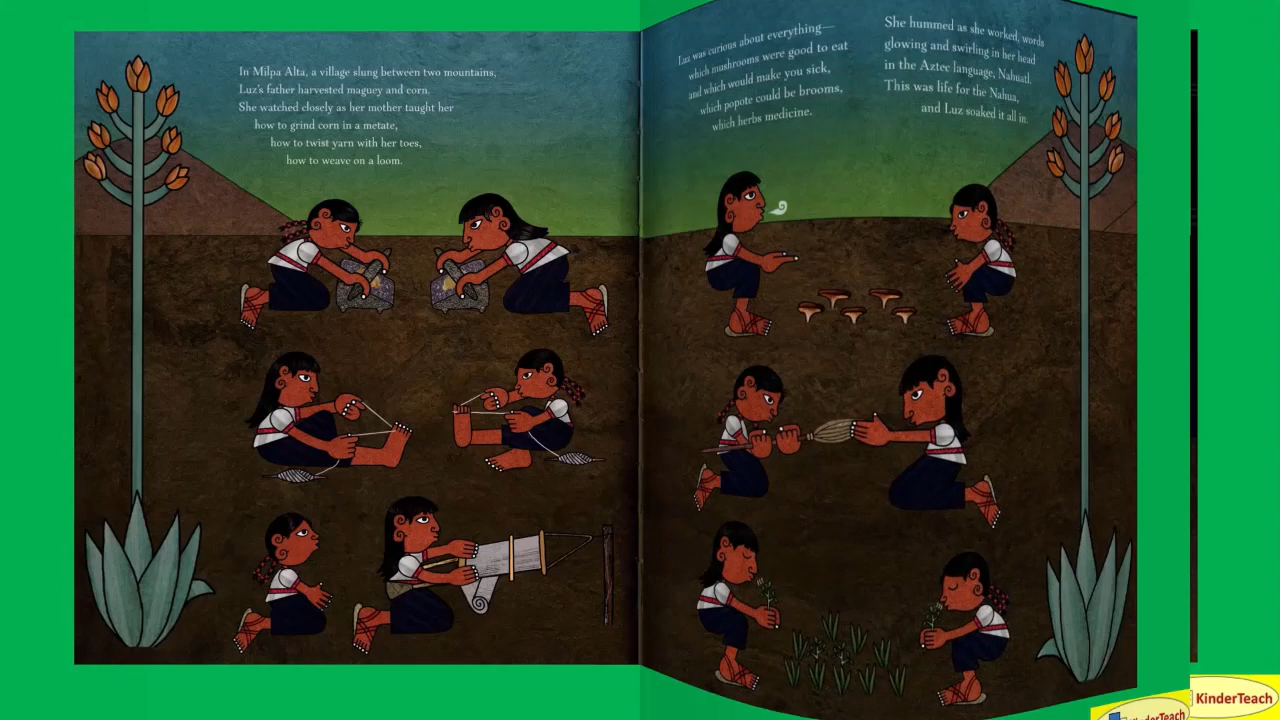 In Milpa Alta, a village slung between two mountains,
Luz's father harvested maguey and corn.
She watched closely as her mother taught her
how to grind corn in a metate,
how to twist yarn with her toes,
how to weave on a loom.
Luz was curious about everything—
which mushrooms were good to eat
and which would make you sick,
which popote could be brooms,
which herbs medicine.
She hummed as she worked, words
glowing and swirling in her head
in the Aztec language, Nahuatl.
This was life for the Nahua,
and Luz soaked it all in.
KinderTeach
KinderTeach